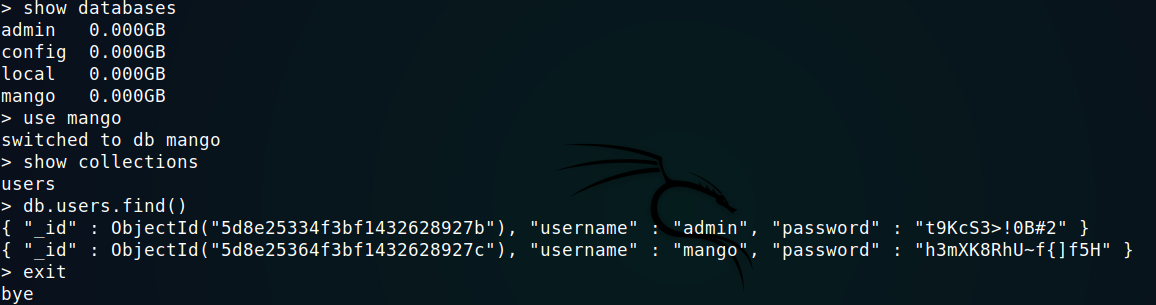 > show databases
admin   0.000GB
config  0.000GB
local   0.000GB
mango   0.000GB
> use mango
switched to db mango
> show collections
users
> db.users.find()
{ "_id" : ObjectId("5d8e25334f3bf1432628927b"), "username" : "admin", "password" : "t9KcS3>!0B#2" }
{ "_id" : ObjectId("5d8e25364f3bf1432628927c"), "username" : "mango", "password" : "h3mXK8RhU~f{]f5H" }
> exit
bye